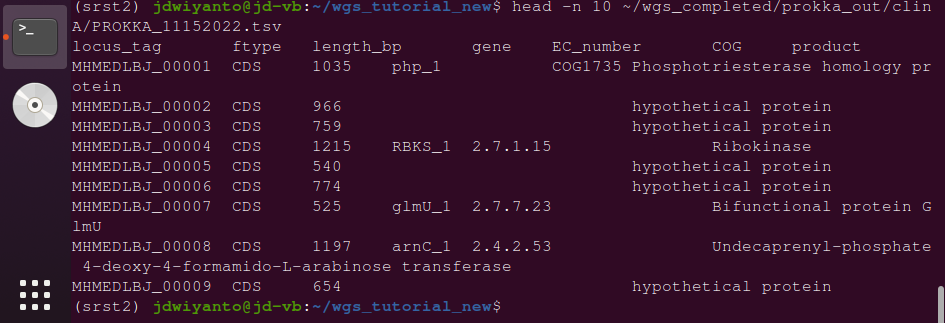 (srst2) jdwiyanto@jd-vb:~/wgs_tutorial_new$ head -n 10 ~/wgs_completed/prokka_out/clin
A/PROKKA_11152022.tsv
locus_tag ftype length_bp gene EC_number COG product
MHMEDLBJ_00001 CDS 1035 php_1 COG1735 Phosphotriesterase homology pr
otein
MHMEDLBJ_00002 CDS 966 hypothetical protein
MHMEDLBJ_00003 CDS 759 hypothetical protein
MHMEDLBJ_00004 CDS 1215 RBKS_1 2.7.1.15 Ribokinase
MHMEDLBJ_00005 CDS 540 hypothetical protein
MHMEDLBJ_00006 CDS 774 hypothetical protein
MHMEDLBJ_00007 CDS 525 glmU_1 2.7.7.23 Bifunctional protein G
lmU
MHMEDLBJ_00008 CDS 1197 arnC_1 2.4.2.53 Undecaprenyl-phosphate
4-deoxy-4-formamido-L-arabinose transferase
MHMEDLBJ_00009 CDS 654 hypothetical protein
(srst2) jdwiyanto@jd-vb:~/wgs_tutorial_new$